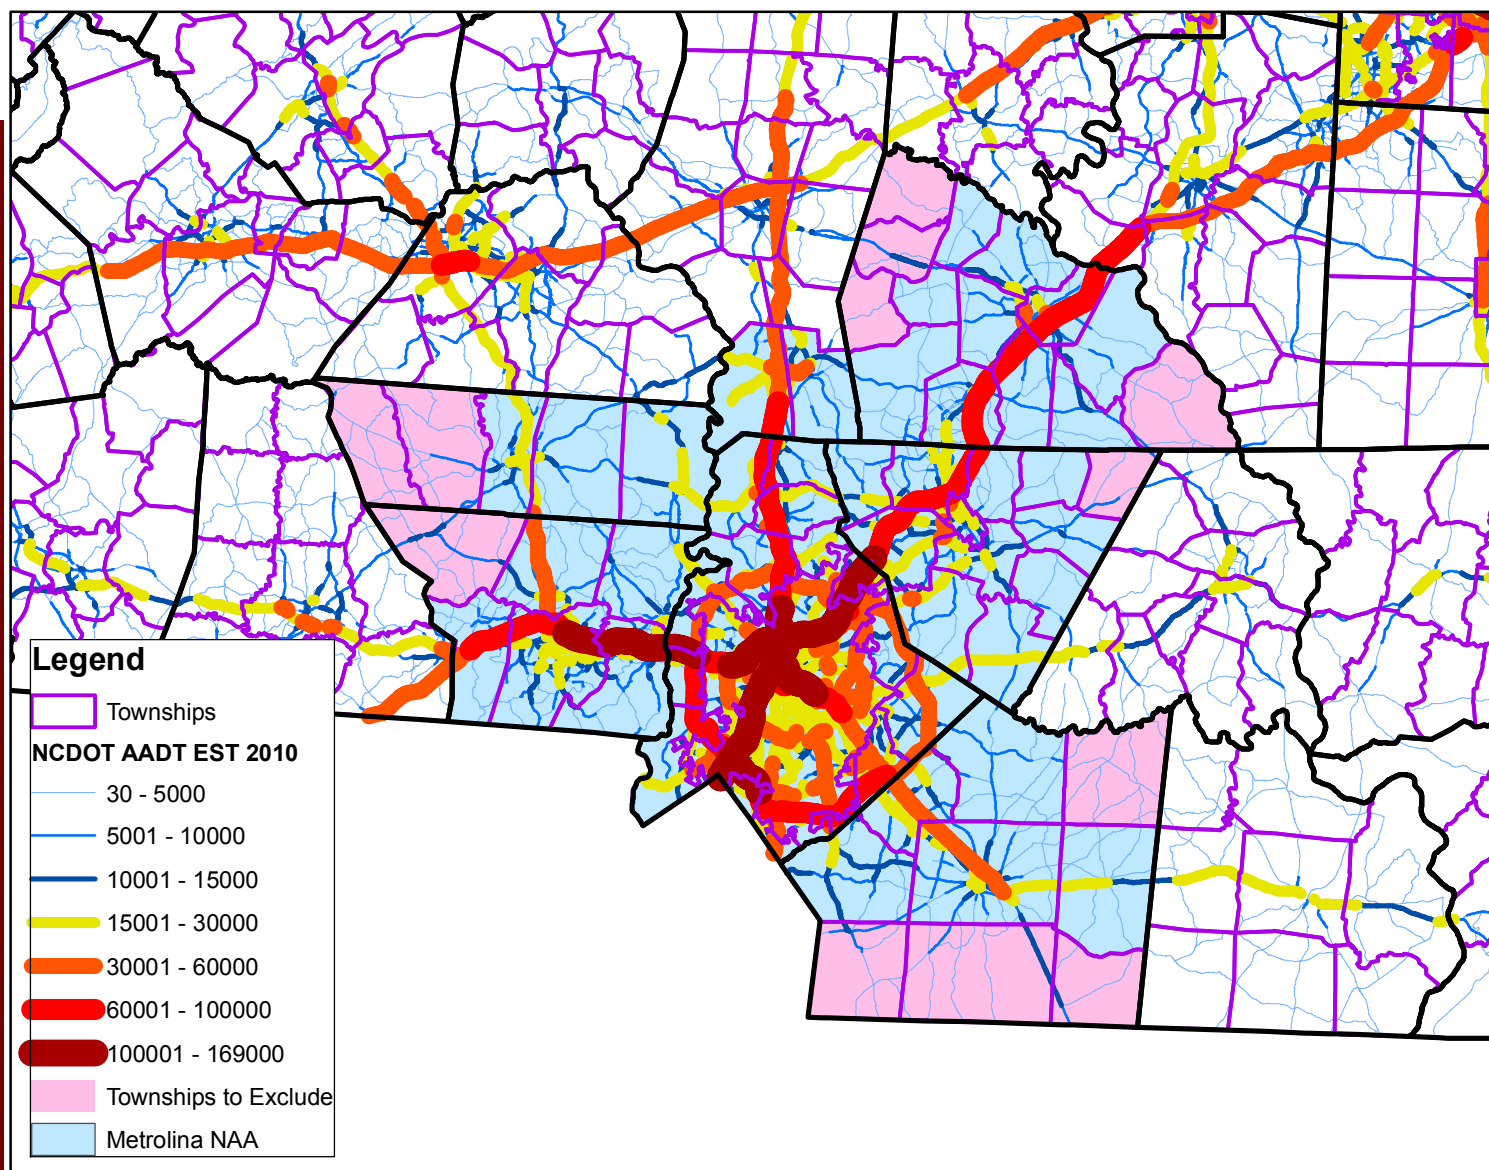 Legend
Townships
NCDOT AADT EST 2010
30 - 5000
5001 - 10000
10001 - 15000
15001 - 30000
30001 - 60000
60001 - 100000
100001 - 169000
Townships to Exclude
Metrolina NAA